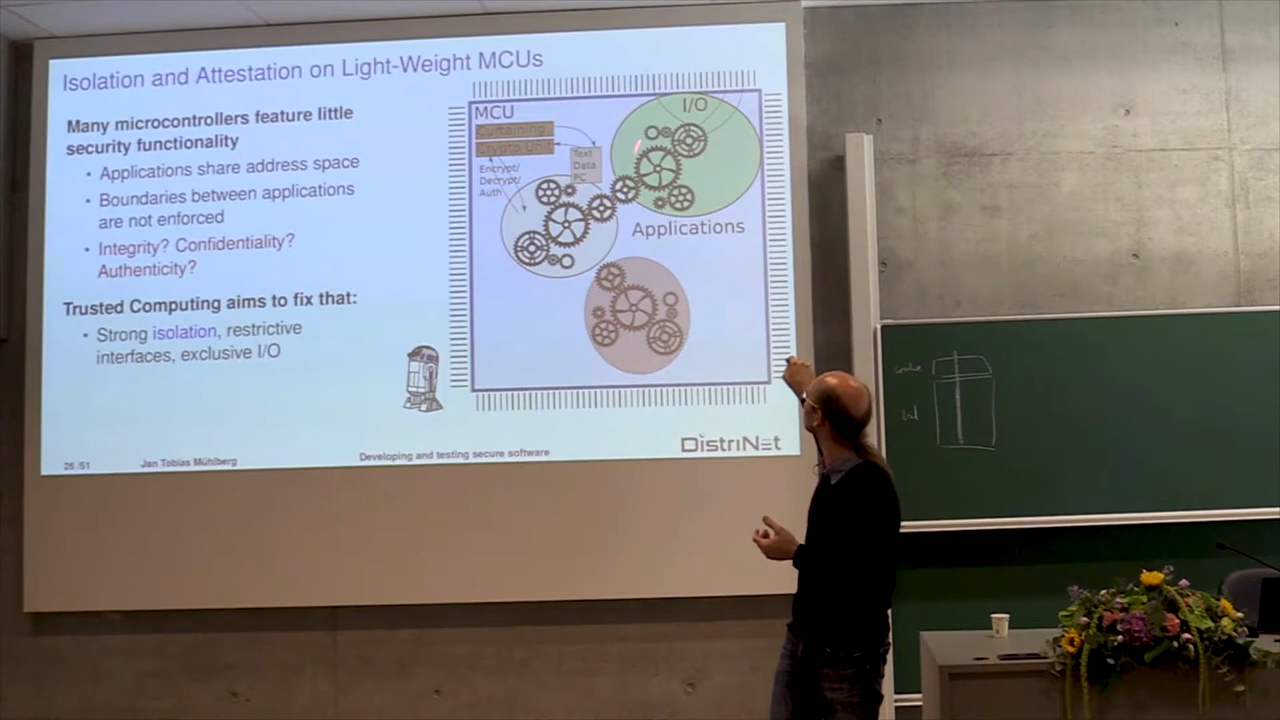 Isolation and Attestation on Light-Weight MCUs
Many microcontrollers feature little
security functionality
· Applications share address space
· Boundaries between applications
are not enforced
· Integrity? Confidentiality?
Authenticity?
Trusted Computing aims to fix that:
· Strong isolation, restrictive
interfaces, exclusive I/O
MCU
Curtaining
Crypto Unit
Encrypt/
Decrypt/
Auth
Text
Data
PC
I/O
Applications
26 /51
Jan Tobias Mühlberg
Developing and testing secure software
DistriNet